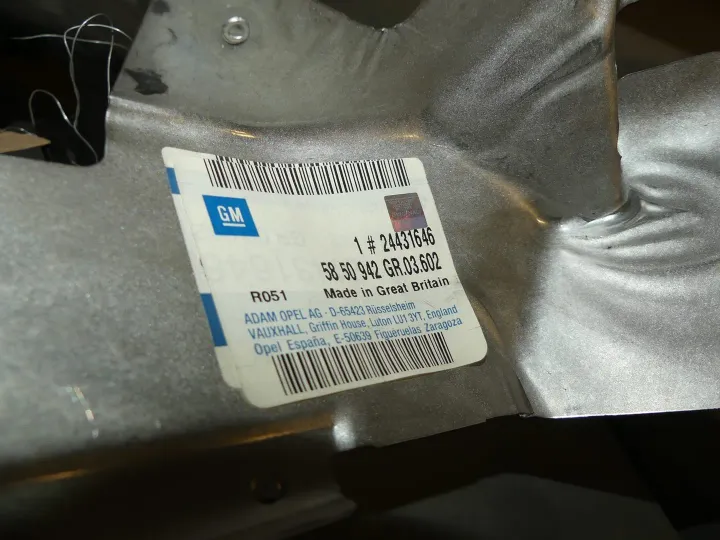 GM
1 # 24431646
58 50 942 GR.03.602
R051 Made in Great Britain
ADAM OPEL AG - D-65423 Rüsselsheim
VAUXHALL, Griffin House, Luton LU1 3YT, England
Opel España, E-50639 Figueruelas Zaragoza